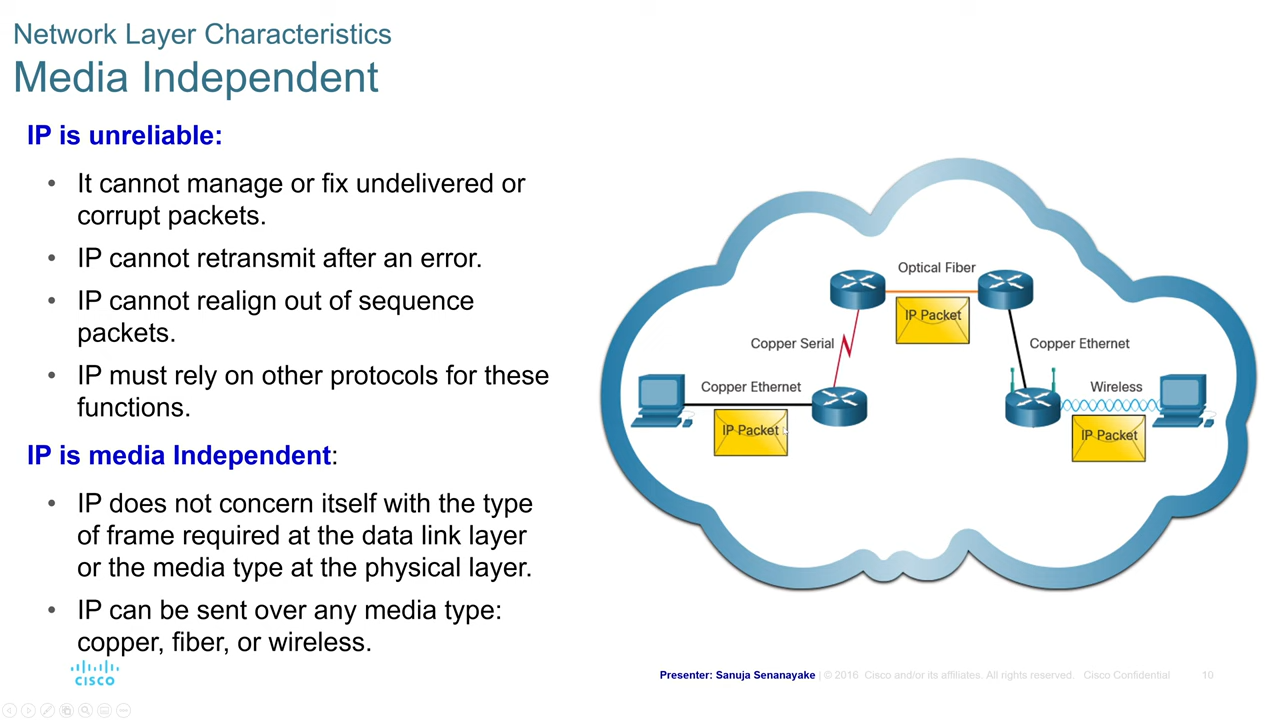 Network Layer Characteristics
Media Independent
IP is unreliable:
• It cannot manage or fix undelivered or
corrupt packets.
• IP cannot retransmit after an error.
• IP cannot realign out of sequence
packets.
• IP must rely on other protocols for these
functions.
IP is media Independent:
• IP does not concern itself with the type
of frame required at the data link layer
or the media type at the physical layer.
• IP can be sent over any media type:
copper, fiber, or wireless.
Optical Fiber
IP Packet
Copper Serial
Copper Ethernet
Copper Ethernet
Wireless
IP Packet
IP Packet
CISCO
Presenter: Sanuja Senanayake | © 2016 Cisco and/or its affiliates. All rights reserved. Cisco Confidential 10